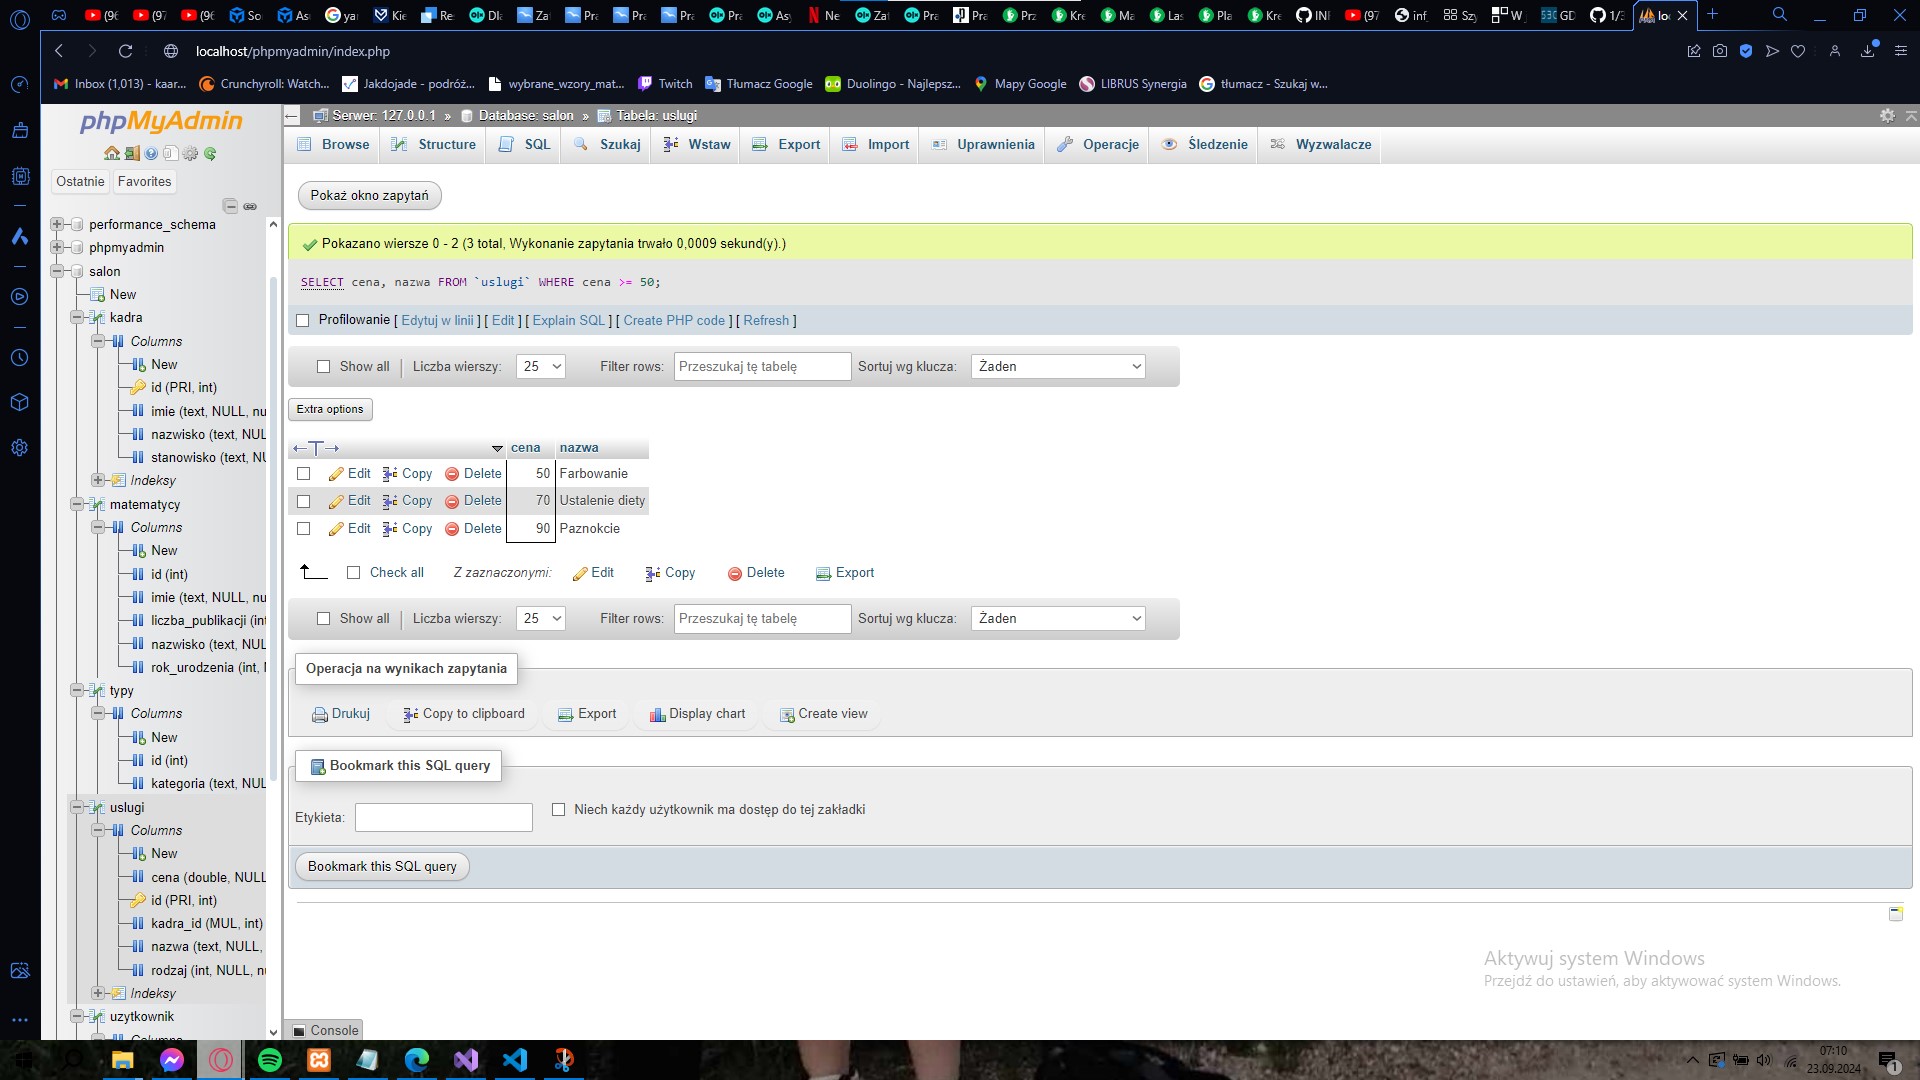 (96
(97
(96
So
As
ya
Kie
Re
Dla
Za
Pra
Pra
Pra
Pra
Asy
Ne
Za
Pra
Pra
Prz
Kre
Ma
Las
Pla
Kre
INF
(97
inf
Szy
W
GD
1/3
lo
localhost/phpmyadmin/index.php
Inbox (1,013) - kaar...
Crunchyroll: Watch...
Jakdojade - podróż...
wybrane_wzory_mat...
Twitch
Tłumacz Google
Duolingo - Najlepsz...
Mapy Google
LIBRUS Synergia
tłumacz - Szukaj w...
phpMyAdmin
Ostatnie
Favorites
performance_schema
phpmyadmin
salon
New
kadra
Columns
New
id (PRI, int)
imie (text, NULL, nu
nazwisko (text, NUL
stanowisko (text, NU
Indeksy
matematycy
Columns
New
id (int)
imie (text, NULL, nu
liczba_publikacji (int
nazwisko (text, NUL
rok_urodzenia (int, N
typy
Columns
New
id (int)
kategoria (text, NUL
uslugi
Columns
New
cena (double, NULL
id (PRI, int)
kadra_id (MUL, int)
nazwa (text, NULL,
rodzaj (int, NULL, nu
Indeksy
uzytkownik
Columns
Serwer: 127.0.0.1 » Database: salon » Tabela: uslugi
Browse
Structure
SQL
Szukaj
Wstaw
Export
Import
Uprawnienia
Operacje
Śledzenie
Wyzwalacze
Pokaż okno zapytań
Pokazano wiersze 0 - 2 (3 total, Wykonanie zapytania trwało 0,0009 sekund(y).)
SELECT cena, nazwa FROM `uslugi` WHERE cena >= 50;
Profilowanie [ Edytuj w linii ] [ Edit ] [ Explain SQL ] [ Create PHP code ] [ Refresh ]
Show all | Liczba wierszy: 25 Filter rows: Przeszukaj tę tabelę Sortuj wg klucza: Żaden
Extra options
cena nazwa
Edit Copy Delete 50 Farbowanie
Edit Copy Delete 70 Ustalenie diety
Edit Copy Delete 90 Paznokcie
Check all Z zaznaczonymi: Edit Copy Delete Export
Show all | Liczba wierszy: 25 Filter rows: Przeszukaj tę tabelę Sortuj wg klucza: Żaden
Operacja na wynikach zapytania
Drukuj Copy to clipboard Export Display chart Create view
Bookmark this SQL query
Etykieta:
Niech każdy użytkownik ma dostęp do tej zakładki
Bookmark this SQL query
Console
Aktywuj system Windows
Przejdź do ustawień, aby aktywować system Windows.
07:10
23.09.2024
1